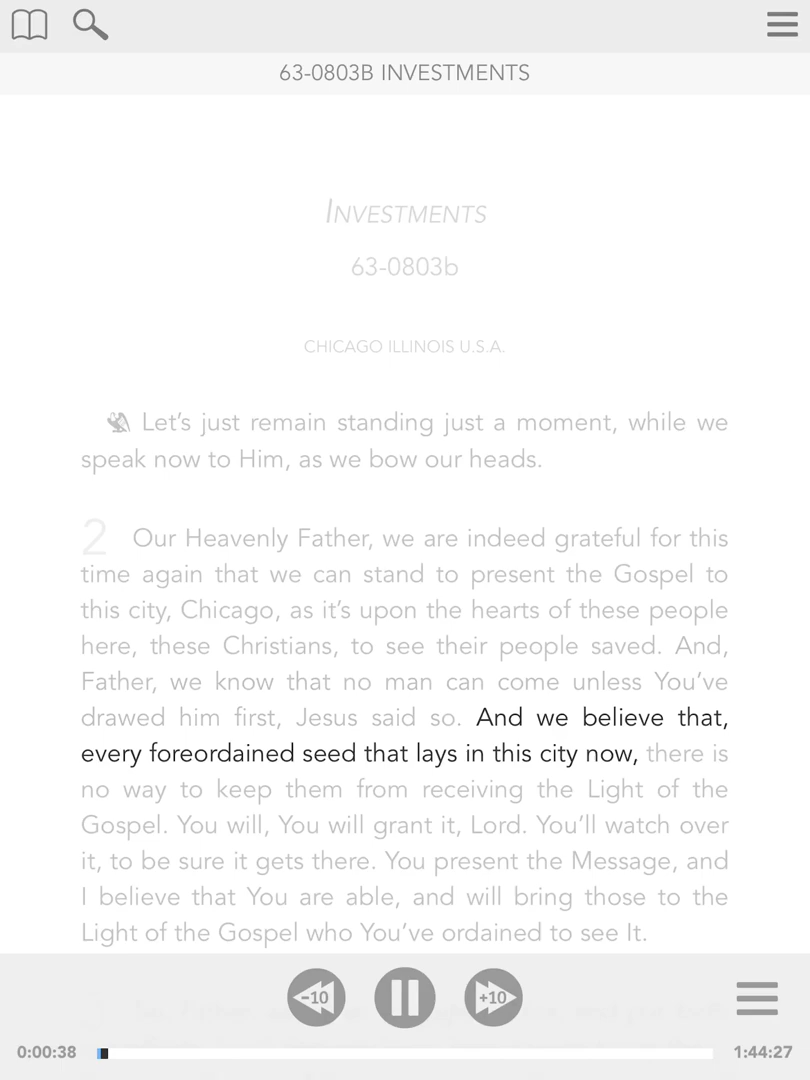 63-0803B INVESTMENTS
INVESTMENTS
63-0803b
CHICAGO ILLINOIS U.S.A.
Let’s just remain standing just a moment, while we
speak now to Him, as we bow our heads.
2 Our Heavenly Father, we are indeed grateful for this
time again that we can stand to present the Gospel to
this city, Chicago, as it’s upon the hearts of these people
here, these Christians, to see their people saved. And,
Father, we know that no man can come unless You’ve
drawed him first, Jesus said so. And we believe that,
every foreordained seed that lays in this city now, there is
no way to keep them from receiving the Light of the
Gospel. You will, You will grant it, Lord. You’ll watch over
it, to be sure it gets there. You present the Message, and
I believe that You are able, and will bring those to the
Light of the Gospel who You’ve ordained to see It.
-10 +10
0:00:38 1:44:27